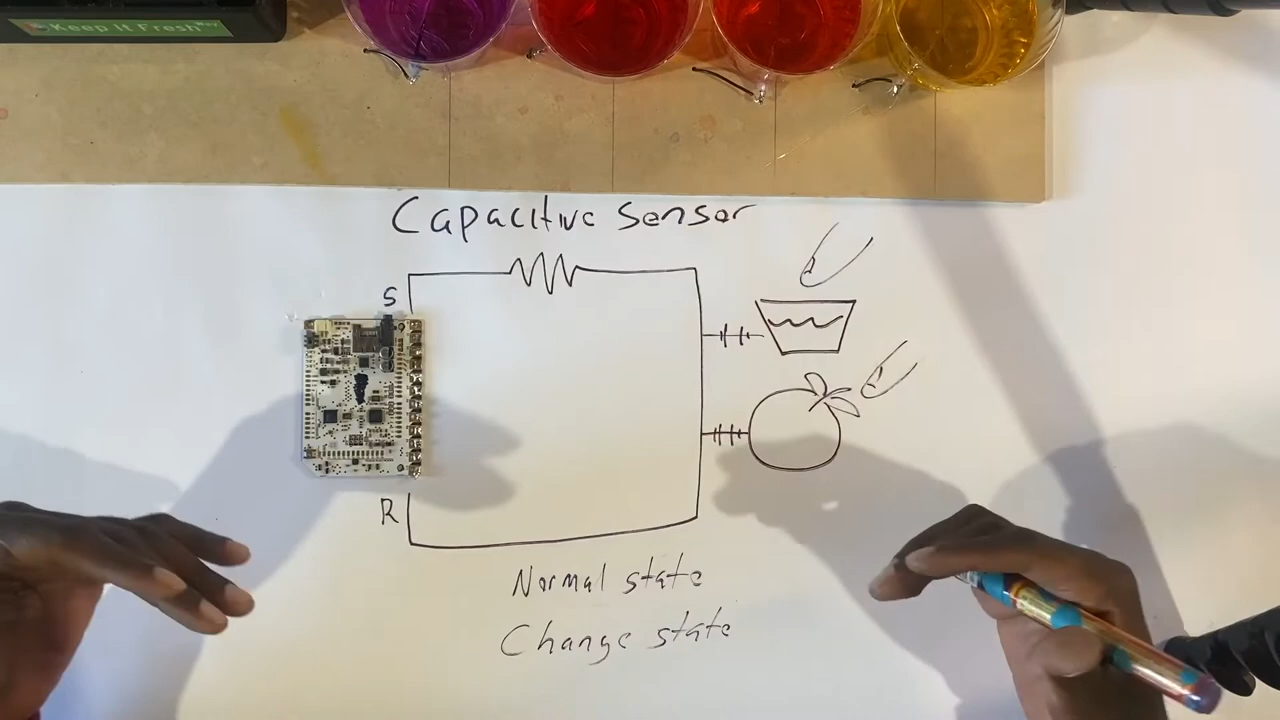 Keep It Fresh
Capacitive Sensor
S
R
Normal state
Change state